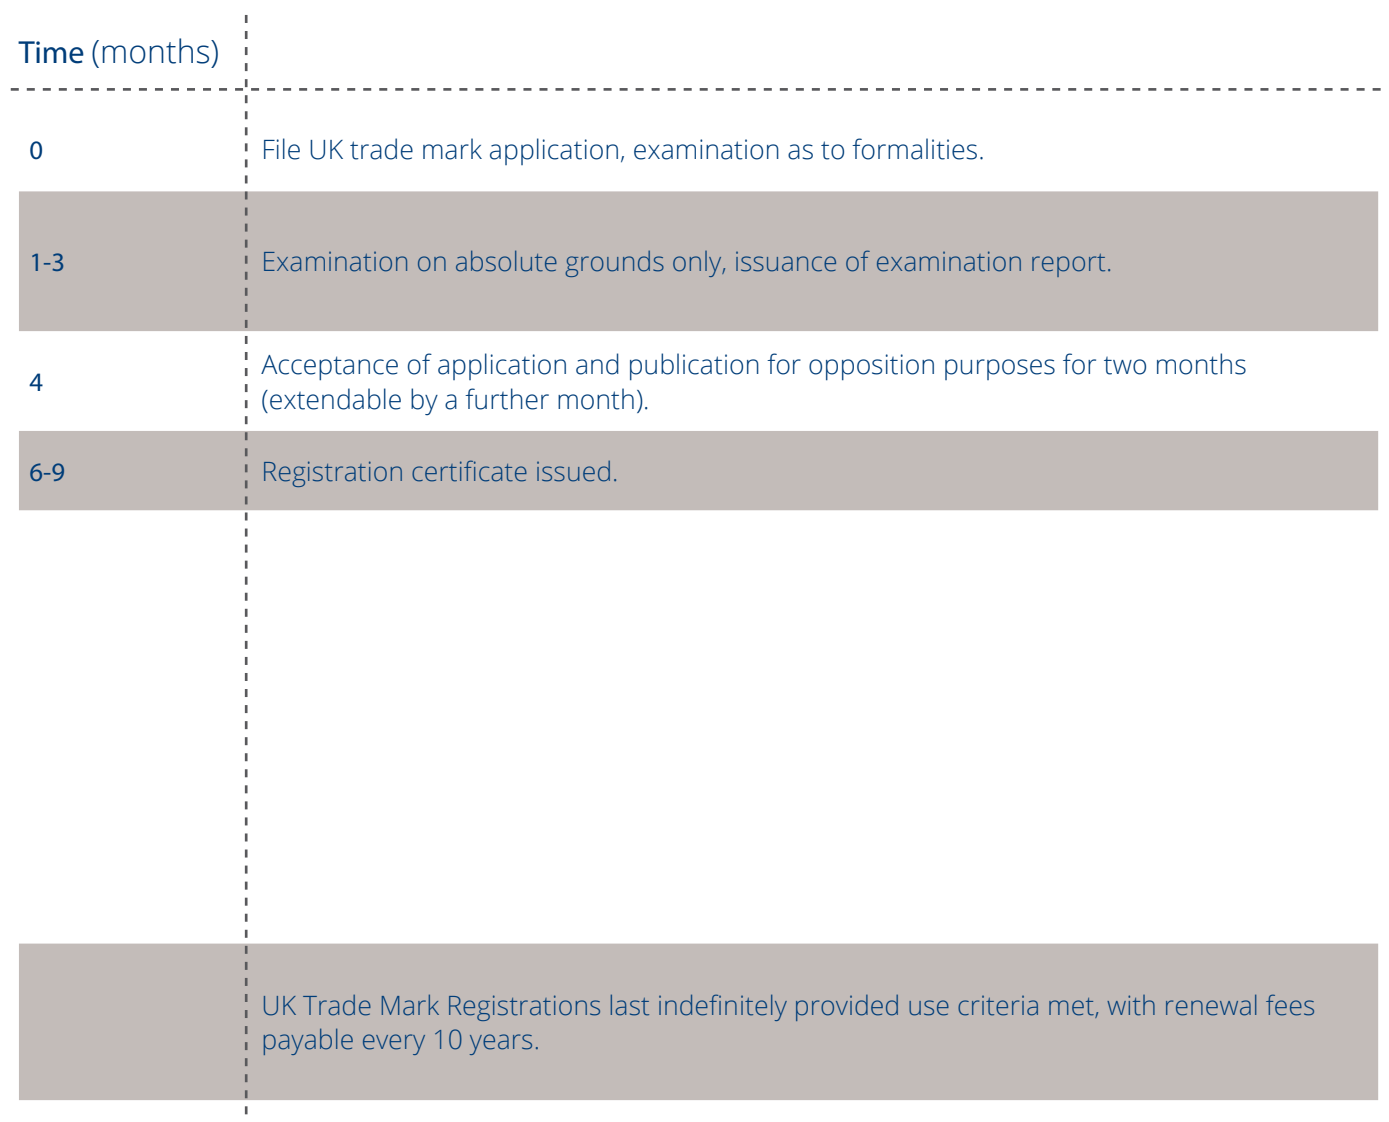 Time (months)
0 File UK trade mark application, examination as to formalities.
1-3 Examination on absolute grounds only, issuance of examination report.
Acceptance of application and publication for opposition purposes for two months
4
(extendable by a further month).
6-9 Registration certificate issued.
UK Trade Mark Registrations last indefinitely provided use criteria met, with renewal fees
payable every 10 years.